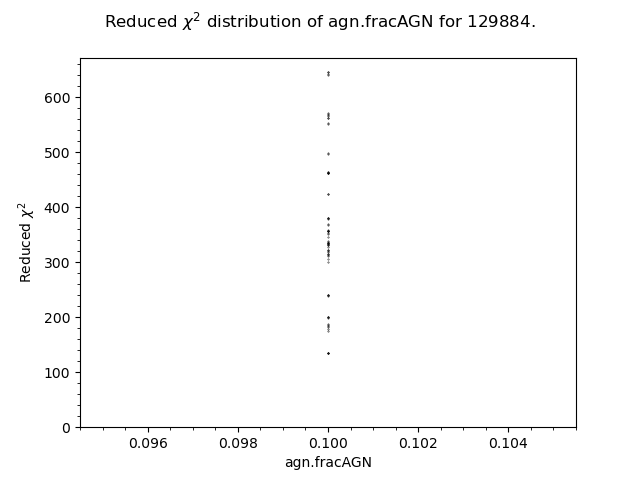 Reduced χ² distribution of agn.fracAGN for 129884.
600
500
400
300
200
100
0
Reduced χ²
0.096 0.098 0.100 0.102 0.104
agn.fracAGN